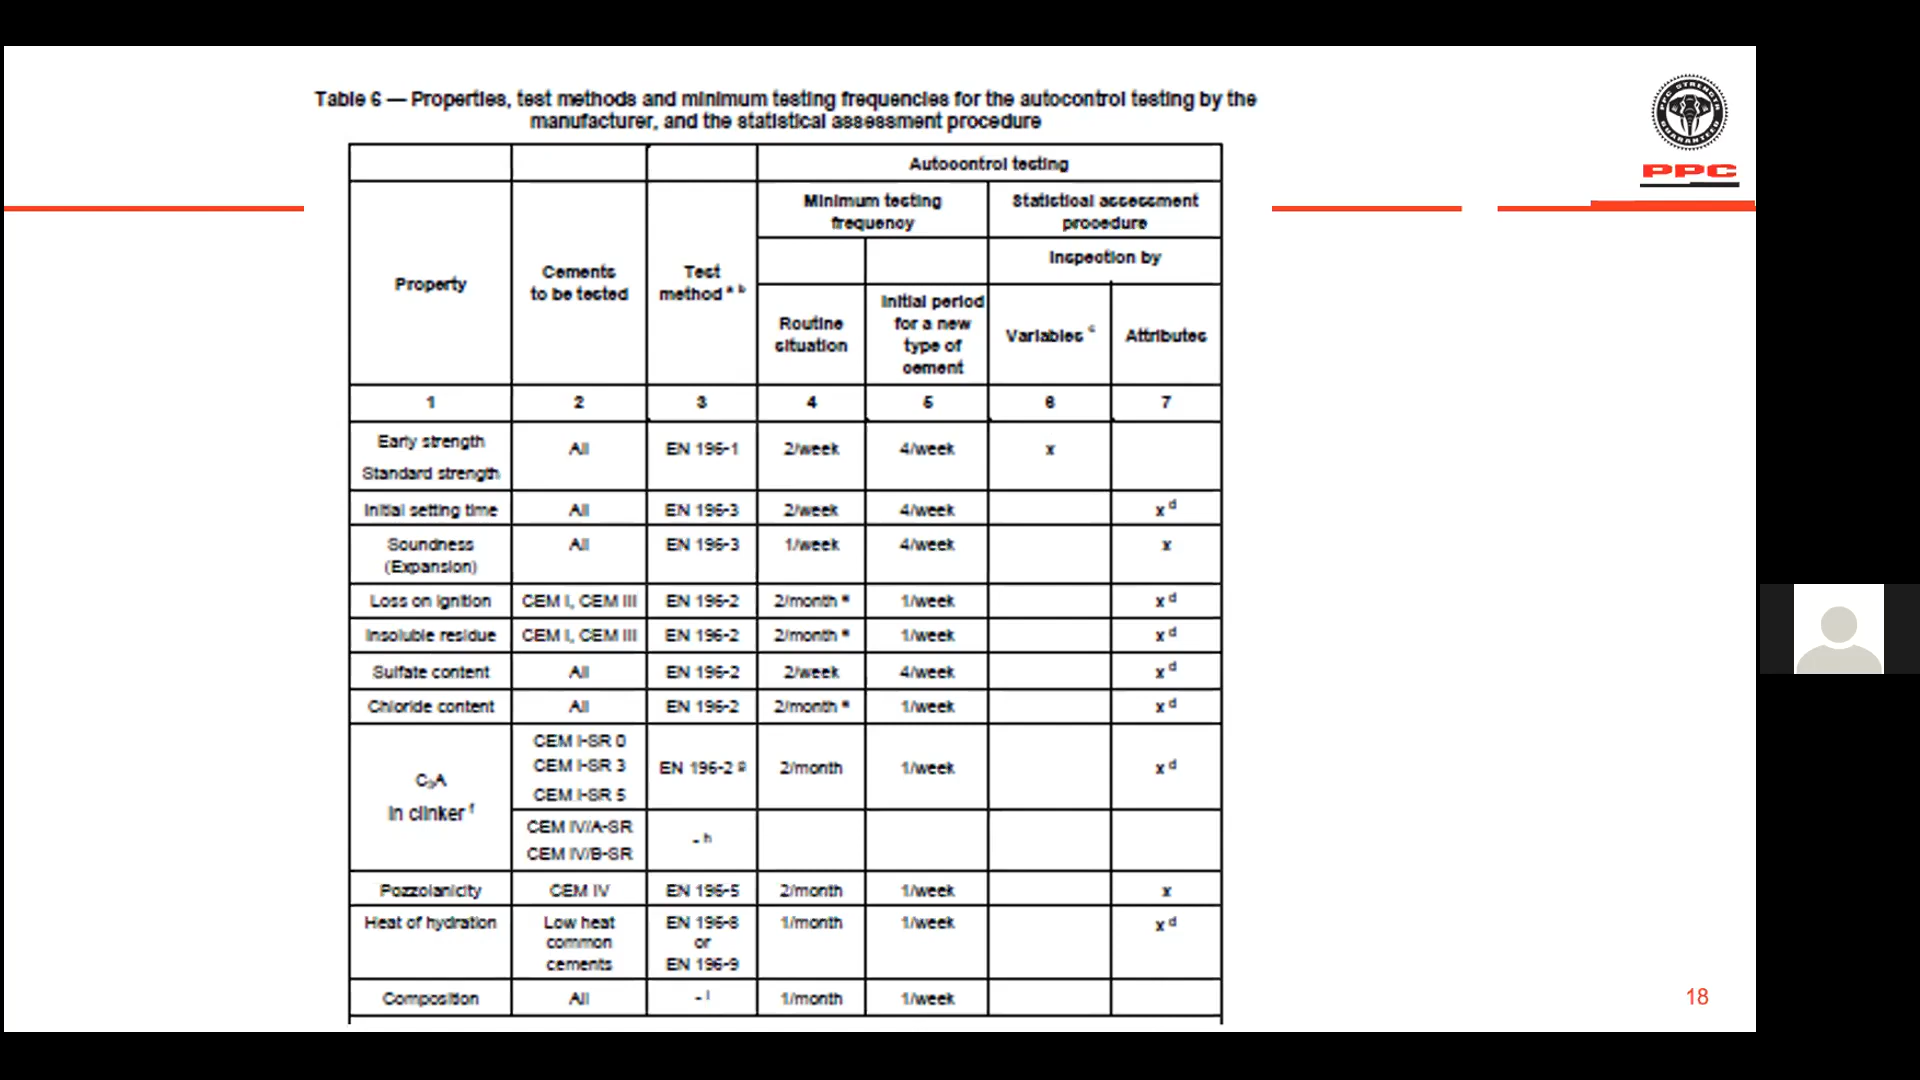 Table 6 — Properties, test methods and minimum testing frequencies for the autocontrol testing by the
manufacturer, and the statistical assessment procedure
PPC STRENGTH
GUARANTEED
PPC
Autocontrol testing
Minimum testing
frequency
Statistical assessment
procedure
Inspection by
Property
Cements
to be tested
Test
method a b
Routine
situation
Initial period
for a new
type of
cement
Variables c
Attributes
1 2 3 4 5 6 7
Early strength
Standard strength
All EN 196-1 2/week 4/week x
Initial setting time All EN 196-3 2/week 4/week x d
Soundness
(Expansion)
All EN 196-3 1/week 4/week x
Loss on ignition CEM I, CEM III EN 196-2 2/month e 1/week x d
Insoluble residue CEM I, CEM III EN 196-2 2/month e 1/week x d
Sulfate content All EN 196-2 2/week 4/week x d
Chloride content All EN 196-2 2/month e 1/week x d
C3A
in clinker f
CEM I-SR 0
CEM I-SR 3
CEM I-SR 5
EN 196-2 g 2/month 1/week x d
CEM IV/A-SR
CEM IV/B-SR
- h
Pozzolanicity CEM IV EN 196-5 2/month 1/week x
Heat of hydration
Low heat
common
cements
EN 196-8
or
EN 196-9
1/month 1/week x d
Composition All - i 1/month 1/week
18